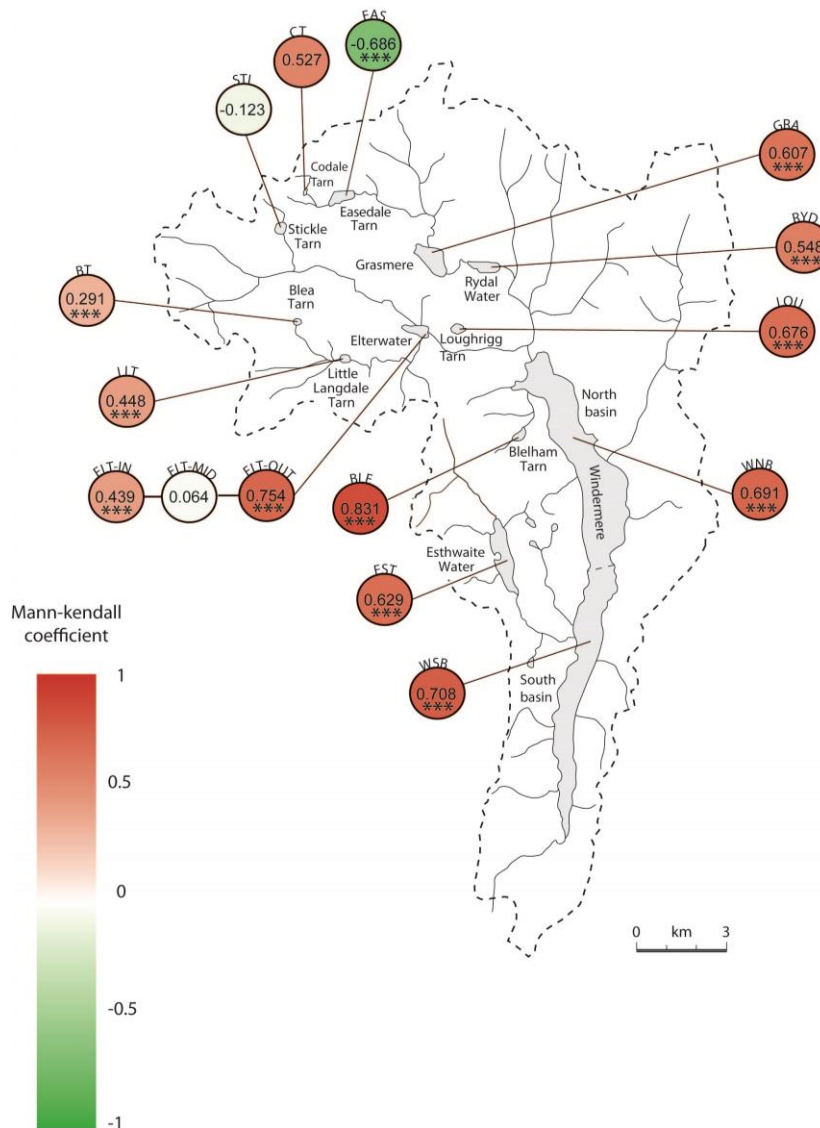 EAS
-0.686
***
CT
0.527
STI
-0.123
GRA
0.607
***
RYD
0.548
***
LOU
0.676
***
Codale
Tarn
Easedale
Tarn
Stickle
Tarn
Grasmere
Rydal
Water
BT
0.291
***
Blea
Tarn
Elterwater
Loughrigg
Tarn
LLT
0.448
***
Little
Langdale
Tarn
North
basin
Windermere
Blelham
Tarn
ELT-IN
0.439
***
ELT-MID
0.064
ELT-OUT
0.754
***
BLE
0.831
***
WNB
0.691
***
Esthwaite
Water
EST
0.629
***
WSB
0.708
***
South
basin
Mann-kendall
coefficient
1
0.5
0
-0.5
-1
0 km 3